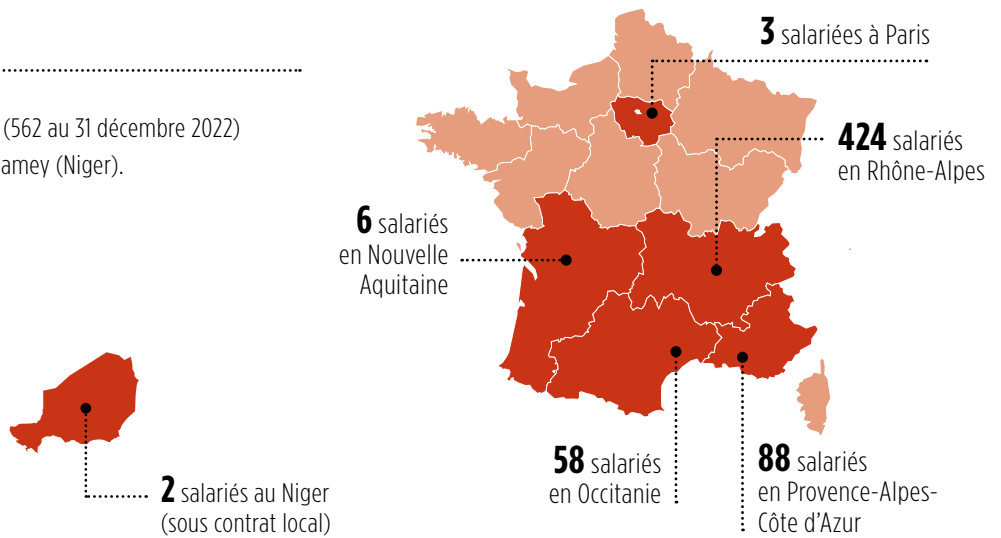 (562 au 31 décembre 2022)
amey (Niger).
3 salariées à Paris
424 salariés
en Rhône-Alpes
6 salariés
en Nouvelle
Aquitaine
58 salariés
en Occitanie
88 salariés
en Provence-Alpes-
Côte d'Azur
2 salariés au Niger
(sous contrat local)